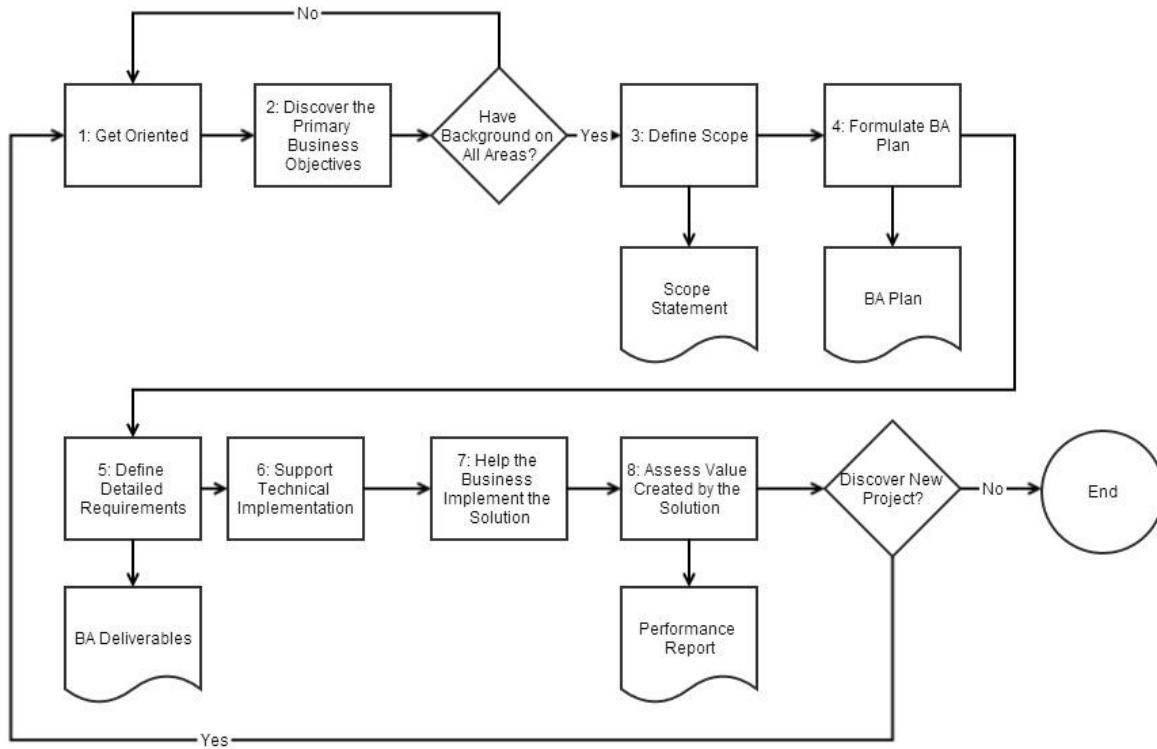 No
1: Get Oriented
2: Discover the
Primary
Business
Objectives
Have
Background on
All Areas?
Yes
3: Define Scope
4: Formulate BA
Plan
Scope
Statement
BA Plan
5: Define
Detailed
Requirements
6: Support
Technical
Implementation
7: Help the
Business
Implement the
Solution
8: Assess Value
Created by the
Solution
Discover New
Project?
No
End
BA Deliverables
Performance
Report
Yes